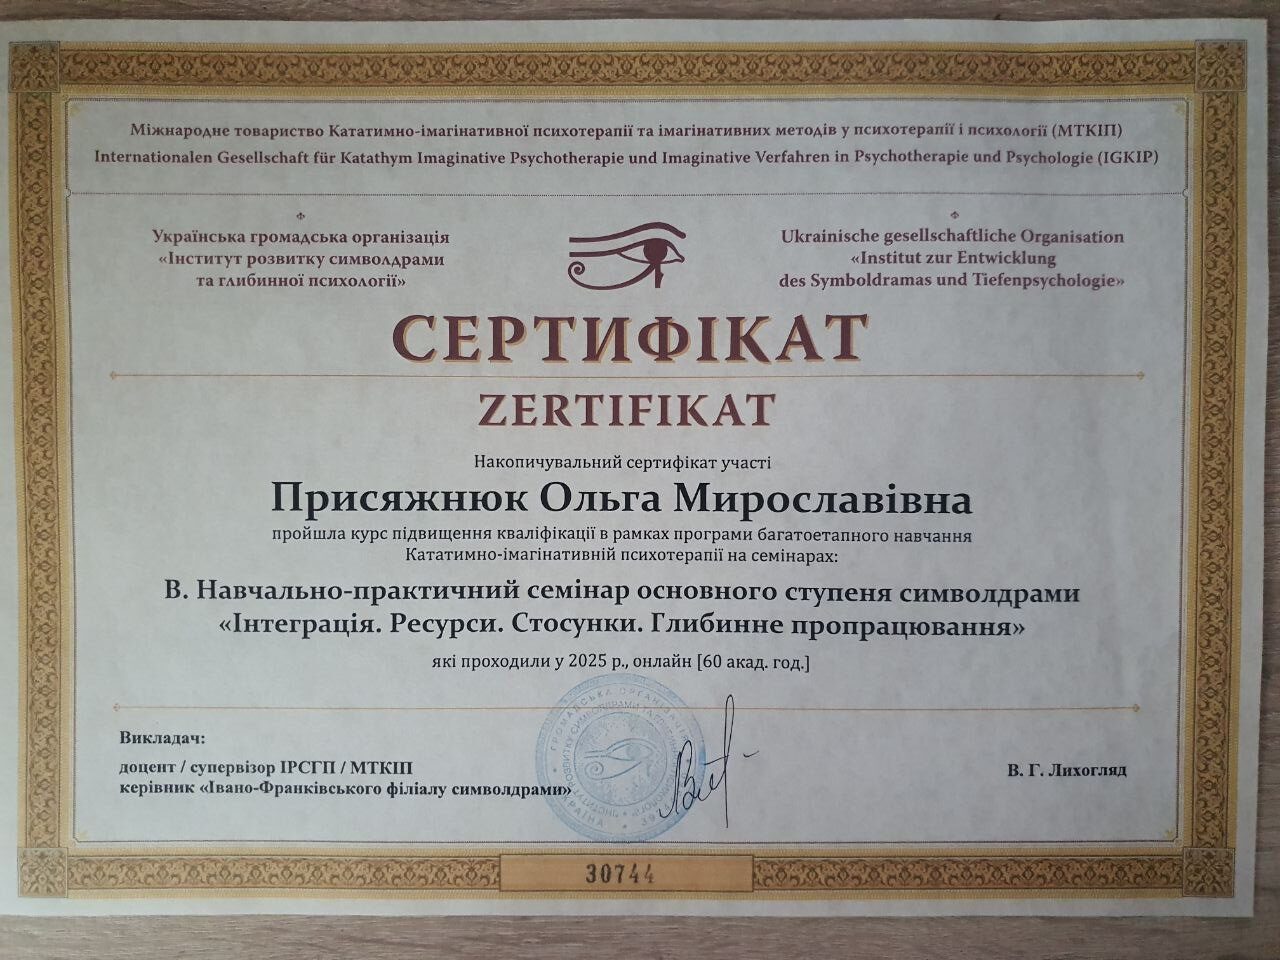 Міжнародне товариство Кататимно-імагінативної психотерапії та імагінативних методів у психотерапії і психології (МТКІП)
Internationalen Gesellschaft für Katathym Imaginative Psychotherapie und Imaginative Verfahren in Psychotherapie und Psychologie (IGKIP)
Українська громадська організація
«Інститут розвитку символдрами
та глибинної психології»
Ukrainische gesellschaftliche Organisation
«Institut zur Entwicklung
des Symboldramas und Tiefenpsychologie»
СЕРТИФІКАТ
ZERTIFIKAT
Накопичувальний сертифікат участі
Присяжнюк Ольга Мирославівна
пройшла курс підвищення кваліфікації в рамках програми багатоетапного навчання
Кататимно-імагінативній психотерапії на семінарах:
В. Навчально-практичний семінар основного ступеня символдрами
«Інтеграція. Ресурси. Стосунки. Глибинне пропрацювання»
які проходили у 2025 р., онлайн [60 акад. год.]
Викладач:
доцент / супервізор ІРСГП / МТКІП
керівник «Івано-Франківського філіалу символдрами»
В. Г. Лихогляд
ГРОМАДСЬКА ОРГАНІЗАЦІЯ
УКРАЇНА
30744